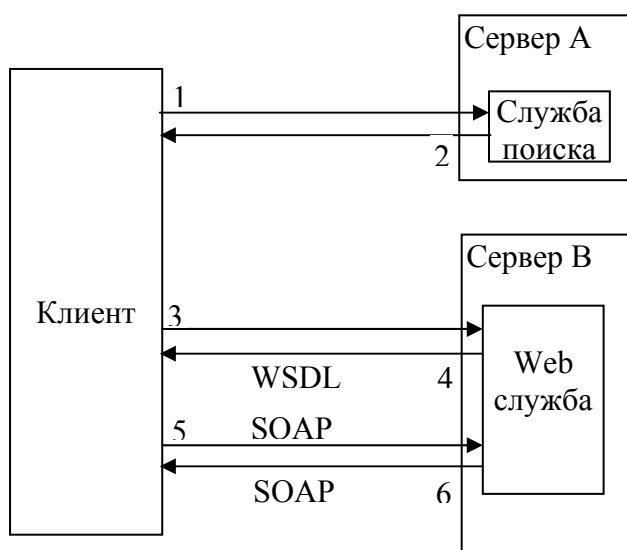 Сервер A
1
Служба
поиска
2
Сервер B
Клиент
3
Web
служба
WSDL
4
5
SOAP
SOAP
6